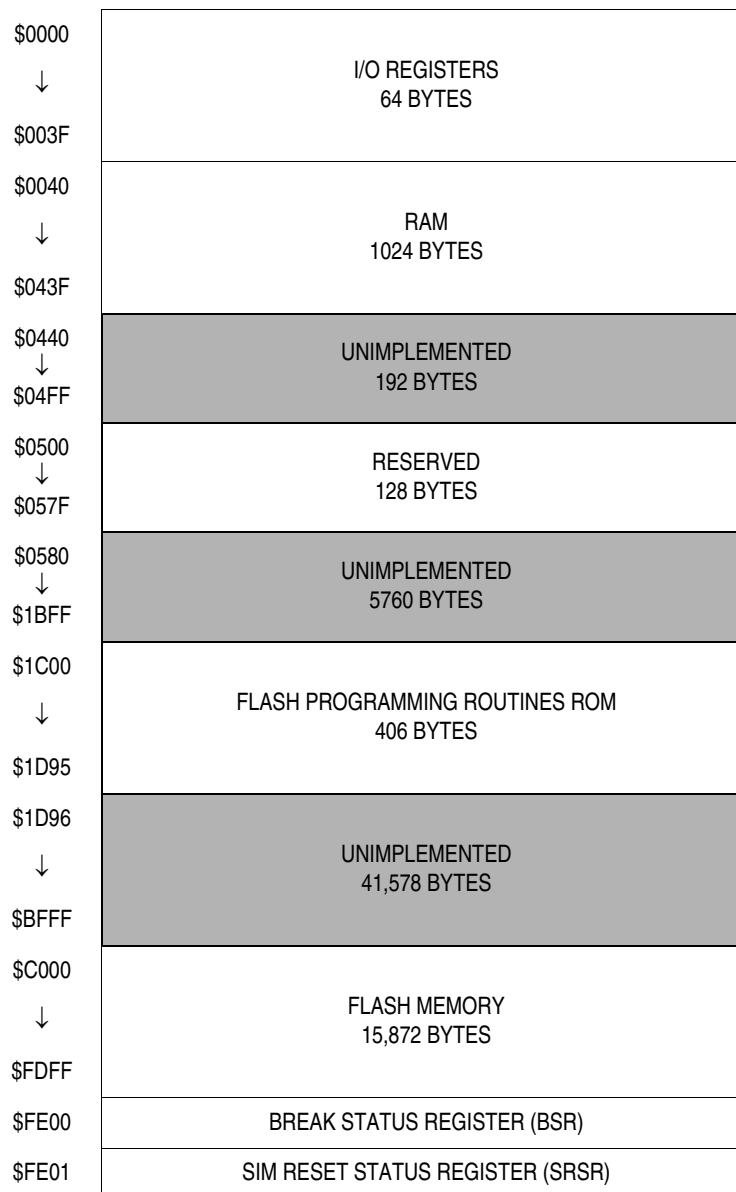 $0000
↓
$003F
I/O REGISTERS
64 BYTES
$0040
↓
$043F
RAM
1024 BYTES
$0440
↓
$04FF
UNIMPLEMENTED
192 BYTES
$0500
↓
$057F
RESERVED
128 BYTES
$0580
↓
$1BFF
UNIMPLEMENTED
5760 BYTES
$1C00
↓
$1D95
FLASH PROGRAMMING ROUTINES ROM
406 BYTES
$1D96
↓
$BFFF
UNIMPLEMENTED
41,578 BYTES
$C000
↓
$FDFF
FLASH MEMORY
15,872 BYTES
$FE00 BREAK STATUS REGISTER (BSR)
$FE01 SIM RESET STATUS REGISTER (SRSR)